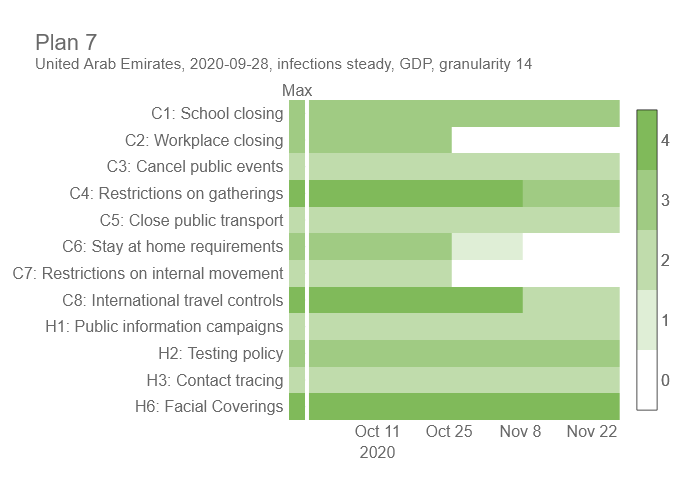 Plan 7
United Arab Emirates, 2020-09-28, infections steady, GDP, granularity 14
Max
C1: School closing
C2: Workplace closing
C3: Cancel public events
C4: Restrictions on gatherings
C5: Close public transport
C6: Stay at home requirements
C7: Restrictions on internal movement
C8: International travel controls
H1: Public information campaigns
H2: Testing policy
H3: Contact tracing
H6: Facial Coverings
Oct 11 Oct 25 Nov 8 Nov 22
2020
4
3
2
1
0